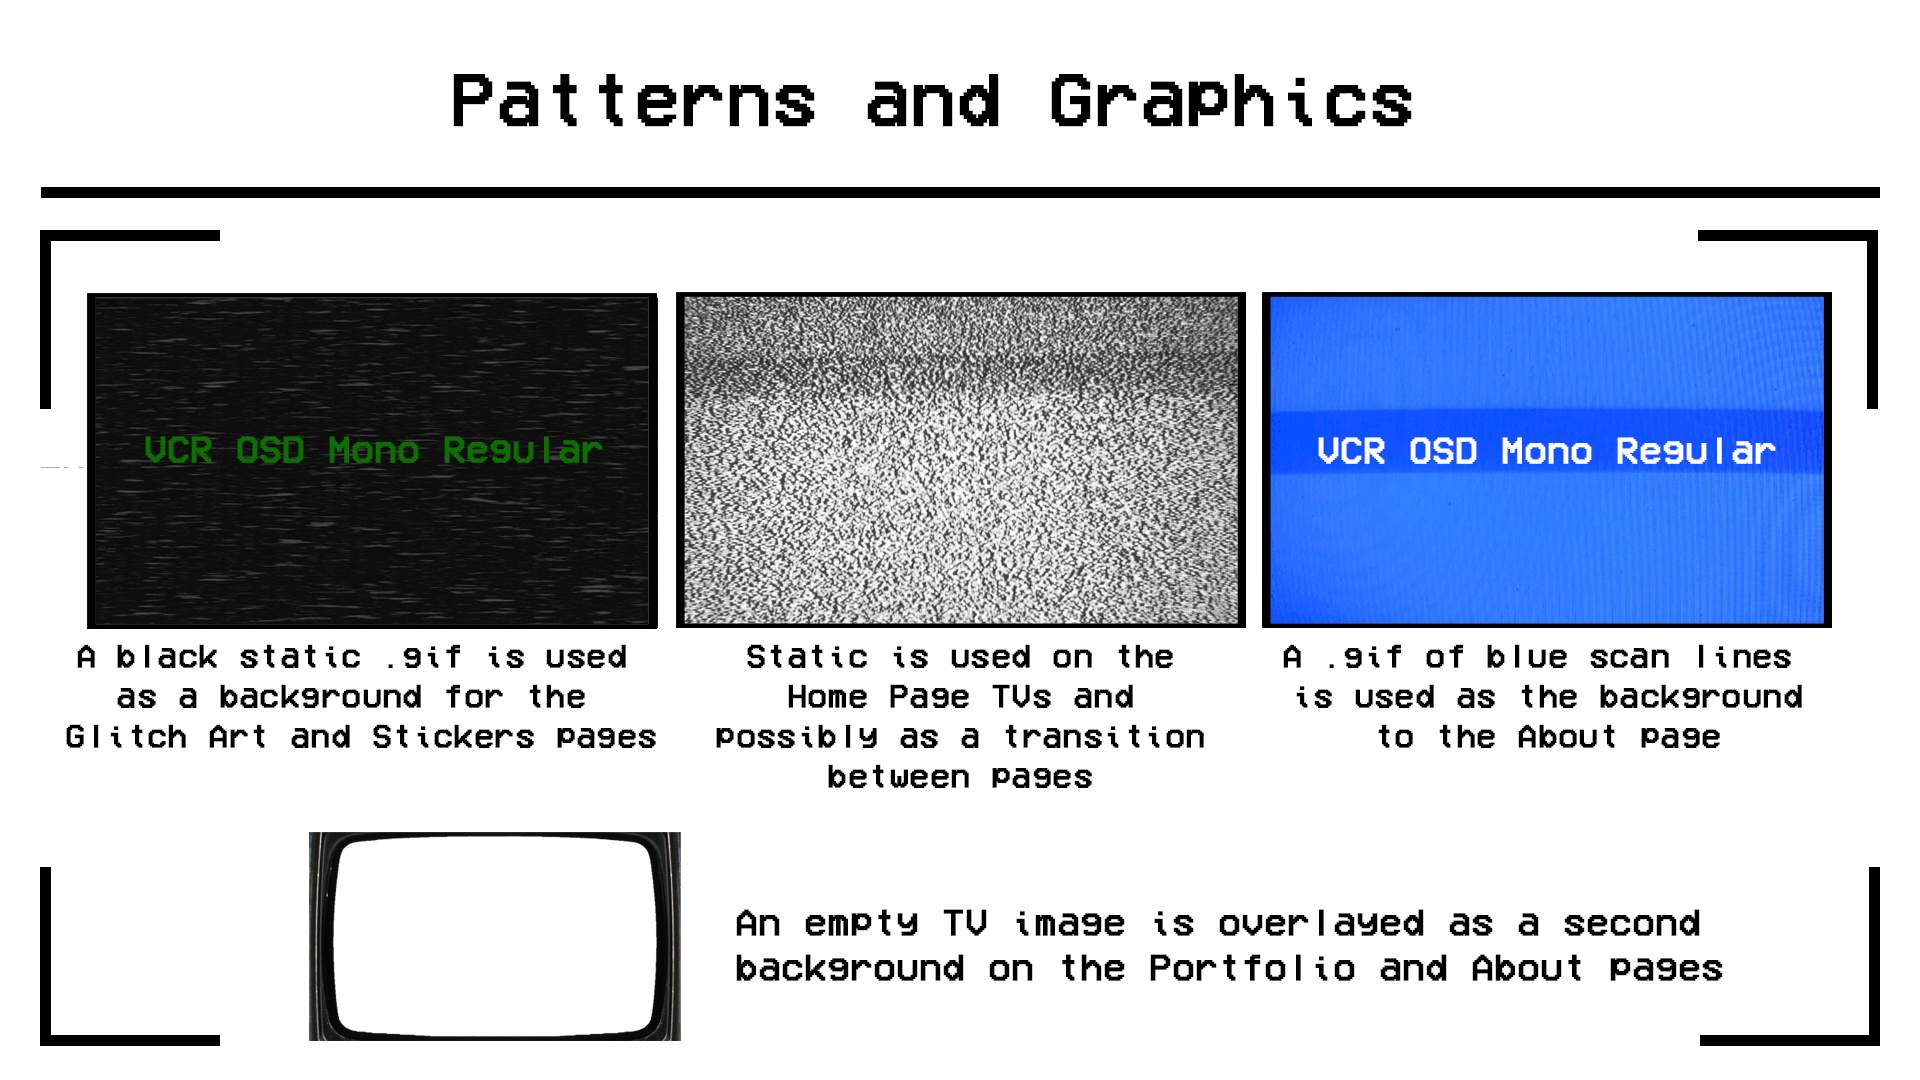 Patterns and Graphics
VCR OSD Mono Regular
VCR OSD Mono Regular
A black static .gif is used
as a background for the
Glitch Art and Stickers pages
Static is used on the
Home Page TVs and
possibly as a transition
between pages
A .gif of blue scan lines
is used as the background
to the About page
An empty TV image is overlayed as a second
background on the Portfolio and About pages